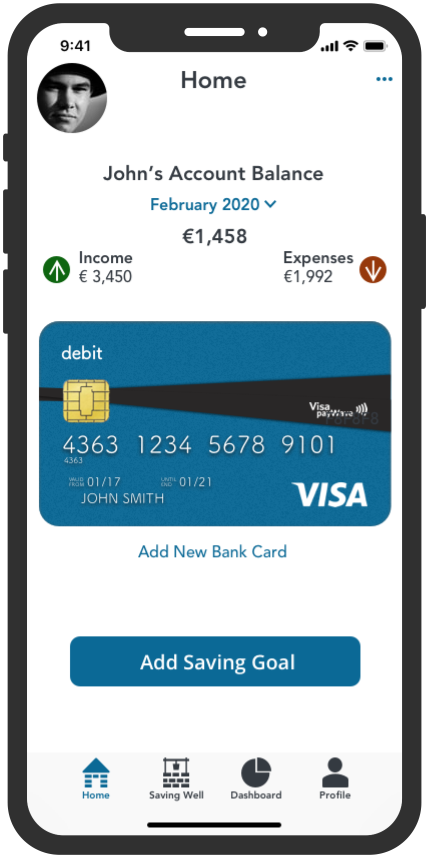 9:41
Home
John’s Account Balance
February 2020
€1,458
Income
€ 3,450
Expenses
€1,992
debit
Visa
payWave
4363 1234 5678 9101
4363
VALID FROM 01/17
UNTIL END 01/21
JOHN SMITH
VISA
Add New Bank Card
Add Saving Goal
Home
Saving Well
Dashboard
Profile